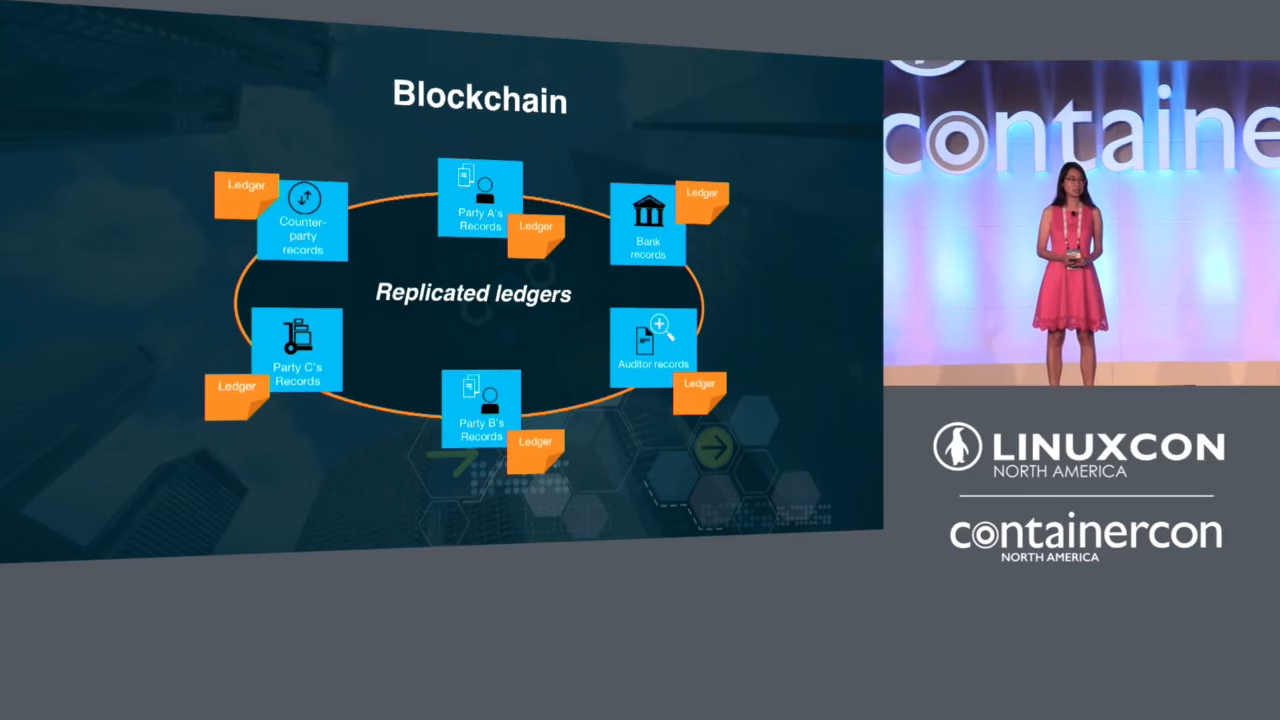 Blockchain
Ledger
Counter-
party
records
Party A's
Records
Ledger
Bank
records
Ledger
Replicated ledgers
Party C's
Records
Ledger
Party B's
Records
Ledger
Auditor records
Ledger
containe
LINUXCON
NORTH AMERICA
containercon
NORTH AMERICA